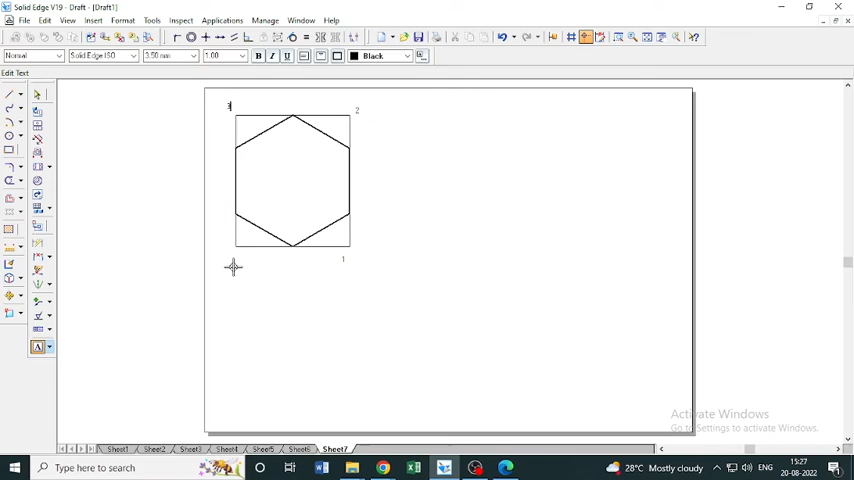 Solid Edge V19 - Draft - [Draft1]
File Edit View Insert Format Tools Inspect Applications Manage Window Help
Normal Solid Edge ISO 3.50 mm 1.00 B I U Black
Edit Text
3
2
1
A
Activate Windows
Go to Settings to activate Windows.
Sheet1 Sheet2 Sheet3 Sheet4 Sheet5 Sheet6 Sheet7
Type here to search
28°C Mostly cloudy ENG 15:27
20-08-2022